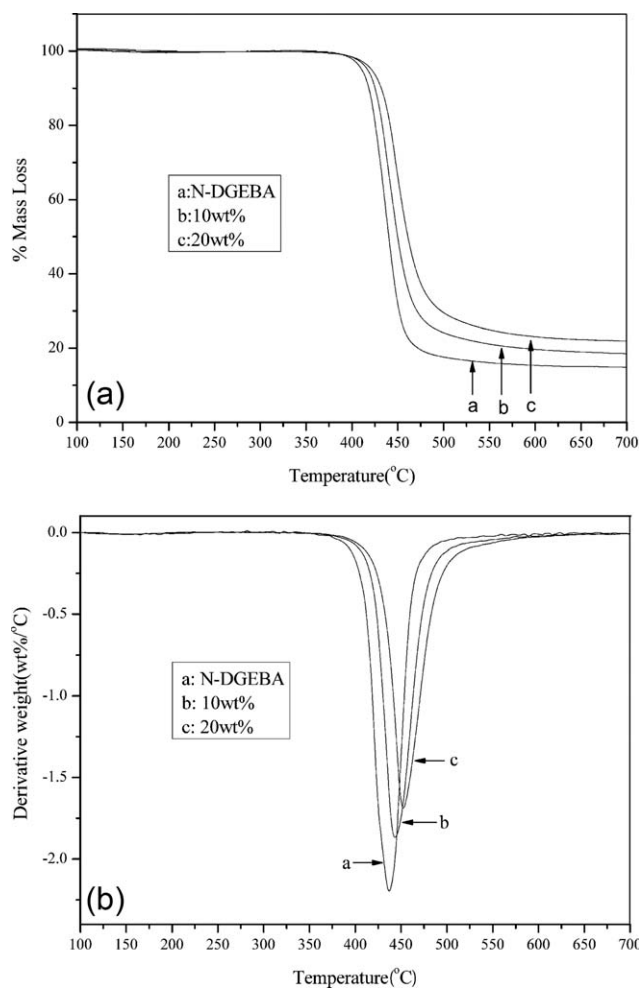 % Mass Loss
100
80
60
40
20
0
a:N-DGEBA
b:10wt%
c:20wt%
(a)
a
b
c
100 150 200 250 300 350 400 450 500 550 600 650 700
Temperature(°C)
Derivative weight(wt%/°C)
0.0
-0.5
-1.0
-1.5
-2.0
a: N-DGEBA
b: 10wt%
c: 20wt%
c
b
a
(b)
100 150 200 250 300 350 400 450 500 550 600 650 700
Temperature(°C)